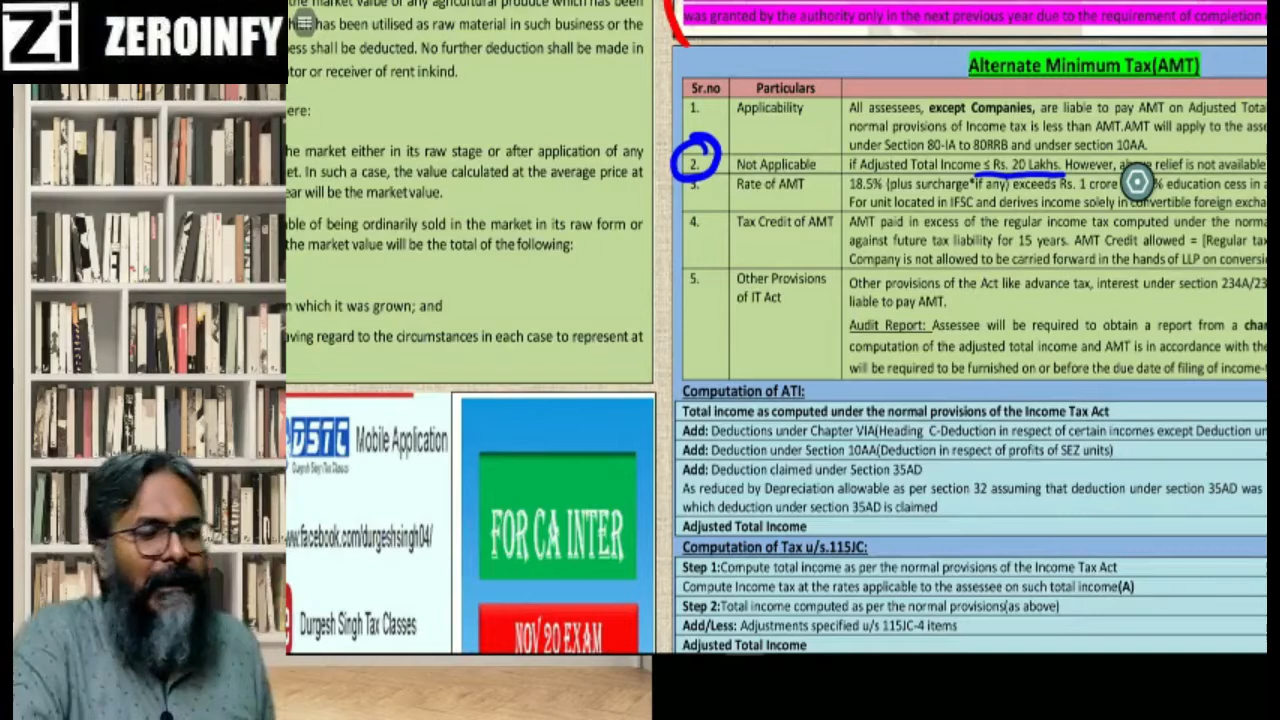 Zi ZEROINFY
the market value of any agricultural produce which has been
has been utilised as raw material in such business or the
ess shall be deducted. No further deduction shall be made in
tor or receiver of rent inkind.
ere:
he market either in its raw stage or after application of any
et. In such a case, the value calculated at the average price at
ear will be the market value.
ble of being ordinarily sold in the market in its raw form or
the market value will be the total of the following:
which it was grown; and
aving regard to the circumstances in each case to represent at
DSTC Mobile Application
Durgesh Singh Tax Classes
ww.facebook.com/durgeshsingh04/
Durgesh Singh Tax Classes
FOR CA INTER
NOV 20 EXAM
was granted by the authority only in the next previous year due to the requirement of completion
Alternate Minimum Tax(AMT)
Sr.no Particulars
1. Applicability All assessees, except Companies, are liable to pay AMT on Adjusted Tota
normal provisions of Income tax is less than AMT.AMT will apply to the asse
under Section 80-IA to 80RRB and undser section 10AA.
2. Not Applicable if Adjusted Total Income ≤ Rs. 20 Lakhs. However, relief is not available
3. Rate of AMT 18.5% (plus surcharge*if any) exceeds Rs. 1 crore % education cess in a
For unit located in IFSC and derives income solely in convertible foreign excha
4. Tax Credit of AMT AMT paid in excess of the regular income tax computed under the norma
against future tax liability for 15 years. AMT Credit allowed = [Regular tax
Company is not allowed to be carried forward in the hands of LLP on conversi
5. Other Provisions of IT Act Other provisions of the Act like advance tax, interest under section 234A/23
liable to pay AMT.
Audit Report: Assessee will be required to obtain a report from a char
computation of the adjusted total income and AMT is in accordance with the
will be required to be furnished on or before the due date of filing of income-
Computation of ATI:
Total income as computed under the normal provisions of the Income Tax Act
Add: Deductions under Chapter VIA(Heading C-Deduction in respect of certain incomes except Deduction un
Add: Deduction under Section 10AA(Deduction in respect of profits of SEZ units)
Add: Deduction claimed under Section 35AD
As reduced by Depreciation allowable as per section 32 assuming that deduction under section 35AD was
which deduction under section 35AD is claimed
Adjusted Total Income
Computation of Tax u/s.115JC:
Step 1:Compute total income as per the normal provisions of the Income Tax Act
Compute Income tax at the rates applicable to the assessee on such total income(A)
Step 2:Total income computed as per the normal provisions(as above)
Add/Less: Adjustments specified u/s 115JC-4 items
Adjusted Total Income